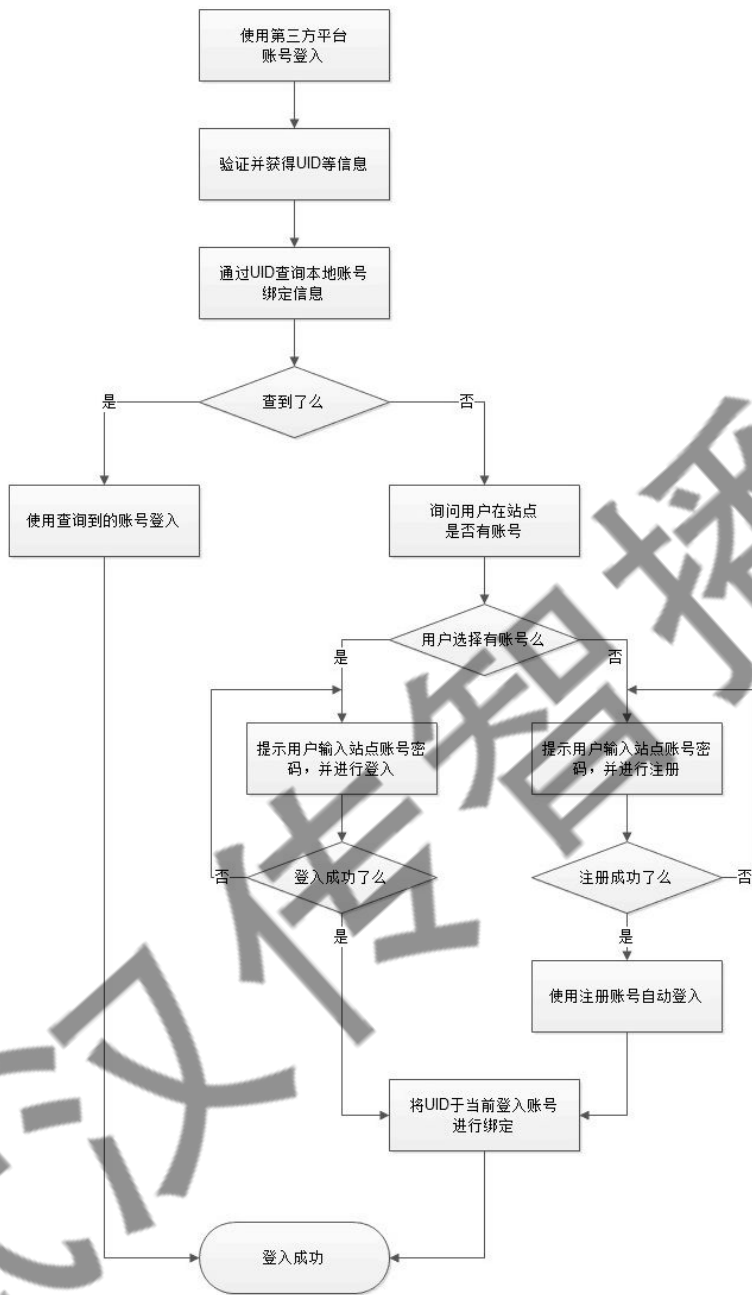 使用第三方平台
账号登入
验证并获得UID等信息
通过UID查询本地账号
绑定信息
查到了么
是
否
使用查询到的账号登入
询问用户在站点
是否有账号
用户选择有账号么
是
否
提示用户输入站点账号密
码，并进行登入
提示用户输入站点账号密
码，并进行注册
登入成功了么
否
注册成功了么
否
是
是
使用注册账号自动登入
将UID于当前登入账号
进行绑定
登入成功
汉传智播